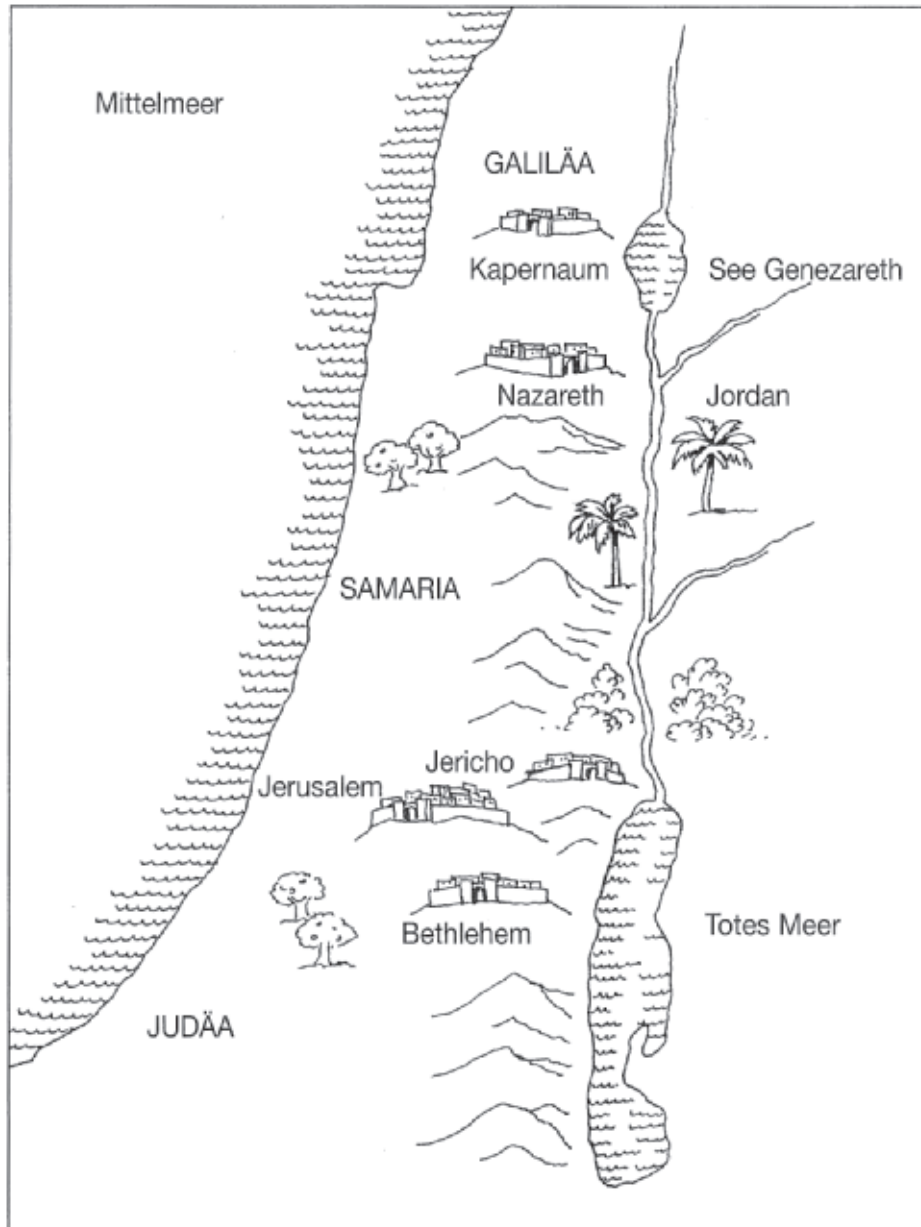 Mittelmeer
GALILÄA
Kapernaum
See Genezareth
Nazareth
Jordan
SAMARIA
Jericho
Jerusalem
Bethlehem
Totes Meer
JUDÄA